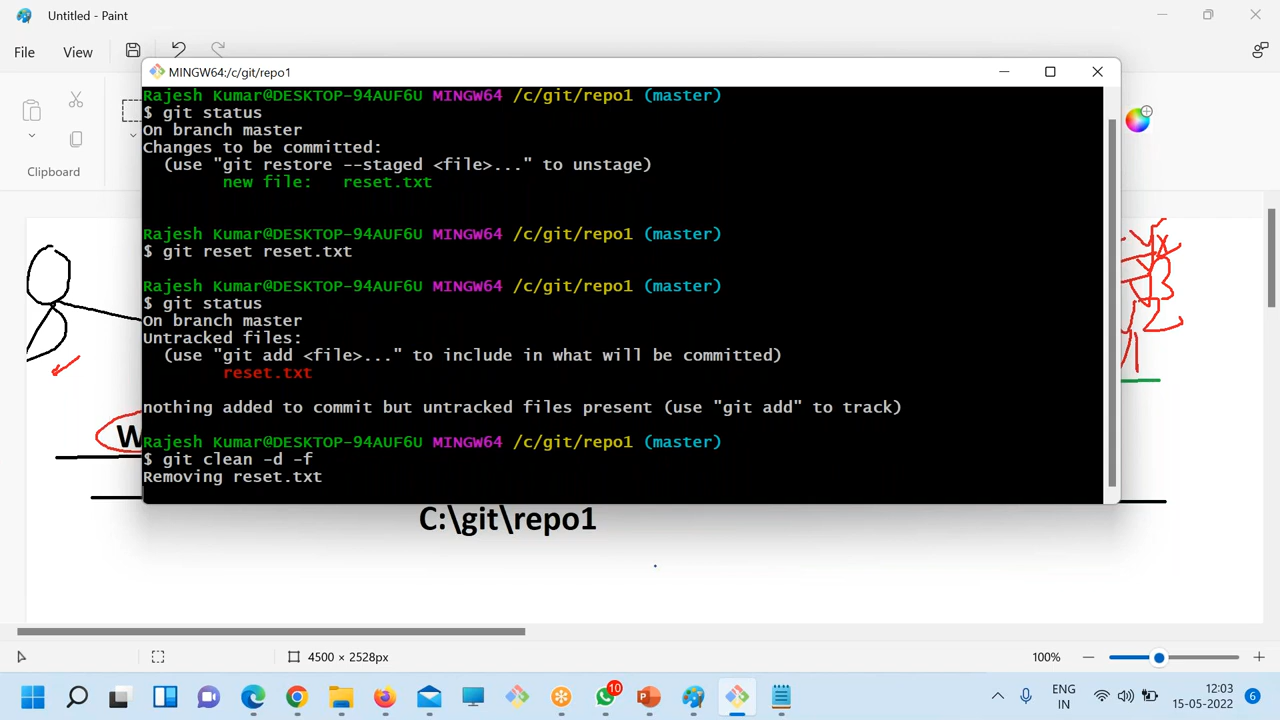 Untitled - Paint
File
View
MINGW64:/c/git/repo1
Rajesh Kumar@DESKTOP-94AUF6U MINGW64 /c/git/repo1 (master)
$ git status
On branch master
Changes to be committed:
(use "git restore --staged <file>..." to unstage)
new file:   reset.txt
Rajesh Kumar@DESKTOP-94AUF6U MINGW64 /c/git/repo1 (master)
$ git reset reset.txt
Rajesh Kumar@DESKTOP-94AUF6U MINGW64 /c/git/repo1 (master)
$ git status
On branch master
Untracked files:
(use "git add <file>..." to include in what will be committed)
reset.txt
nothing added to commit but untracked files present (use "git add" to track)
Rajesh Kumar@DESKTOP-94AUF6U MINGW64 /c/git/repo1 (master)
$ git clean -d -f
Removing reset.txt
Clipboard
W
C:\git\repo1
4500 × 2528px
100%
10
ENG
IN
12:03
15-05-2022
6